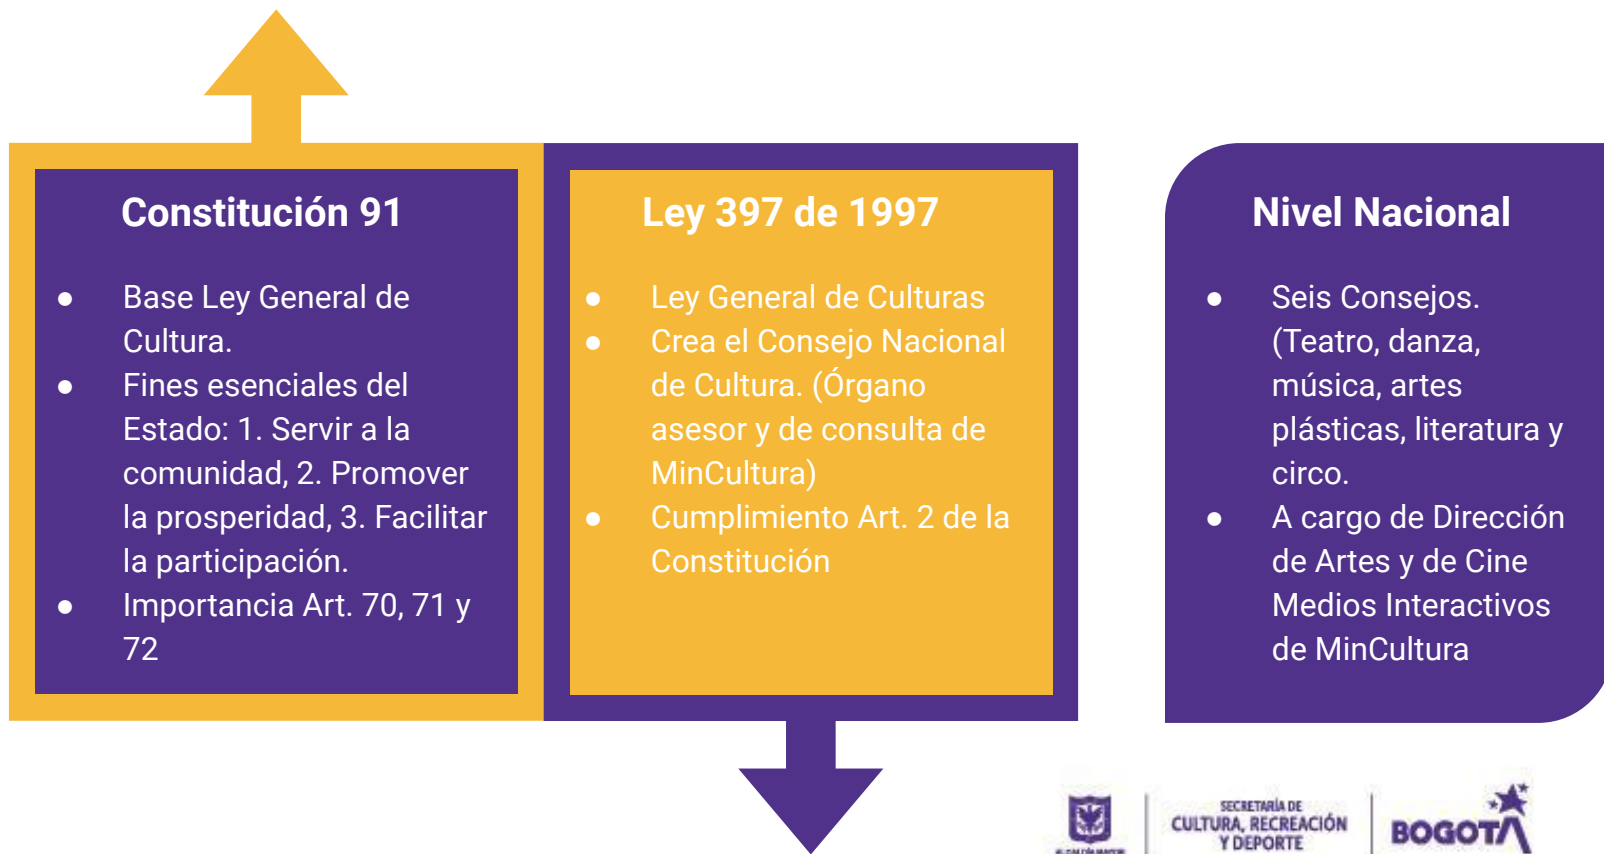 Constitución 91
● Base Ley General de
Cultura.
● Fines esenciales del
Estado: 1. Servir a la
comunidad, 2. Promover
la prosperidad, 3. Facilitar
la participación.
● Importancia Art. 70, 71 y
72
Ley 397 de 1997
● Ley General de Culturas
● Crea el Consejo Nacional
de Cultura. (Órgano
asesor y de consulta de
MinCultura)
● Cumplimiento Art. 2 de la
Constitución
Nivel Nacional
● Seis Consejos.
(Teatro, danza,
música, artes
plásticas, literatura y
circo.
● A cargo de Dirección
de Artes y de Cine
Medios Interactivos
de MinCultura
SECRETARÍA DE
CULTURA, RECREACIÓN
Y DEPORTE
BOGOTÁ